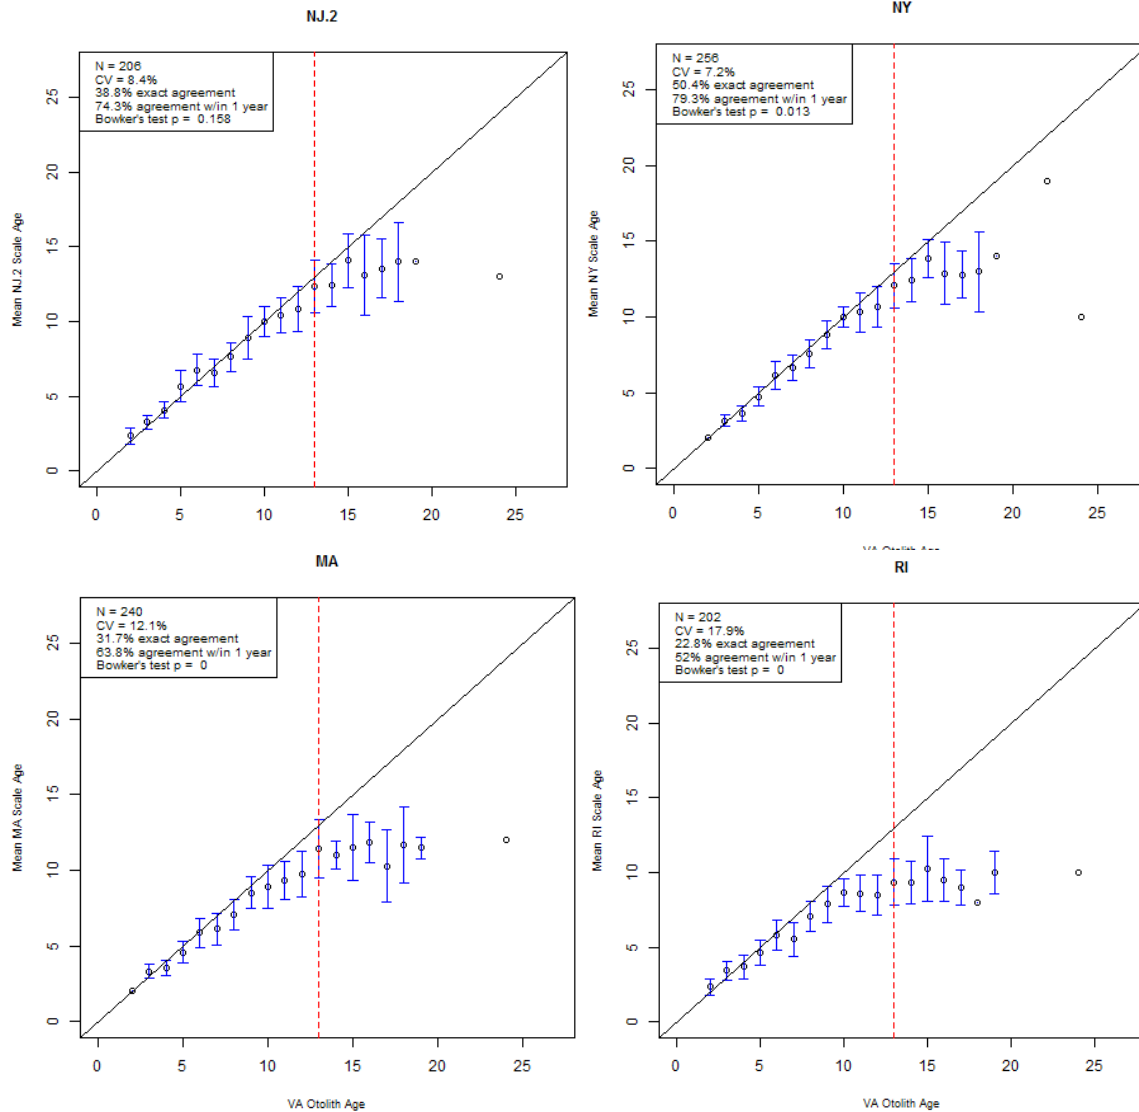 NJ.2
N = 206
CV = 8.4%
38.8% exact agreement
74.3% agreement w/in 1 year
Bowker's test p = 0.158
Mean NJ.2 Scale Age
25
20
15
10
5
0
0 5 10 15 20 25
NY
N = 256
CV = 7.2%
50.4% exact agreement
79.3% agreement w/in 1 year
Bowker's test p = 0.013
Mean NY Scale Age
25
20
15
10
5
0
0 5 10 15 20 25
VA Otolith Age
MA
N = 240
CV = 12.1%
31.7% exact agreement
63.8% agreement w/in 1 year
Bowker's test p = 0
Mean MA Scale Age
25
20
15
10
5
0
0 5 10 15 20 25
VA Otolith Age
RI
N = 202
CV = 17.9%
22.8% exact agreement
52% agreement w/in 1 year
Bowker's test p = 0
Mean RI Scale Age
25
20
15
10
5
0
0 5 10 15 20 25
VA Otolith Age